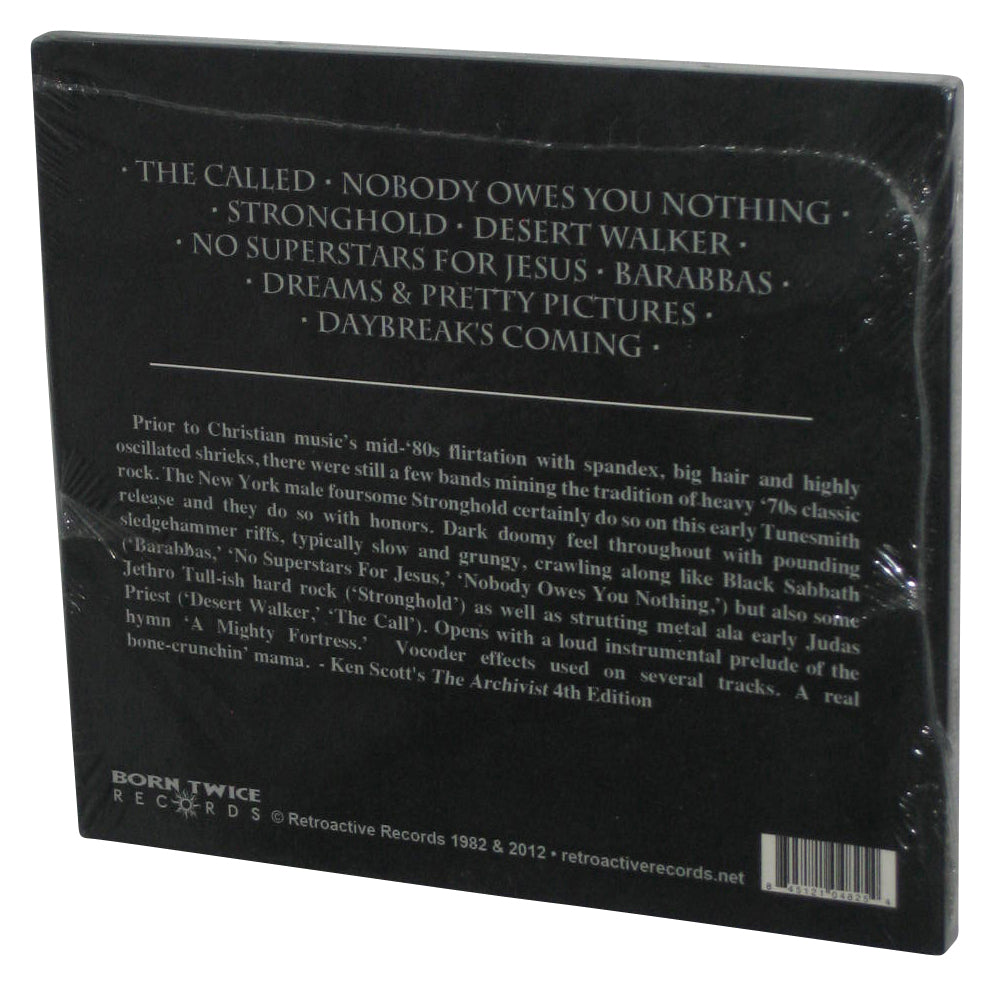 · THE CALLED · NOBODY OWES YOU NOTHING ·
· STRONGHOLD · DESERT WALKER ·
· NO SUPERSTARS FOR JESUS · BARABBAS ·
· DREAMS & PRETTY PICTURES ·
· DAYBREAK'S COMING ·
Prior to Christian music's mid-‘80s flirtation with spandex, big hair and highly
oscillated shrieks, there were still a few bands mining the tradition of heavy ‘70s classic
rock. The New York male foursome Stronghold certainly do so on this early Tunesmith
release and they do so with honors. Dark doomy feel throughout with pounding
sledgehammer riffs, typically slow and grungy, crawling along like Black Sabbath
(‘Barabbas,’ ‘No Superstars For Jesus,’ ‘Nobody Owes You Nothing,’) but also some
Jethro Tull-ish hard rock (‘Stronghold’) as well as strutting metal ala early Judas
Priest (‘Desert Walker,’ ‘The Call’). Opens with a loud instrumental prelude of the
hymn ‘A Mighty Fortress.’ Vocoder effects used on several tracks. A real
bone-crunchin’ mama. - Ken Scott's The Archivist 4th Edition
BORN TWICE
RECORDS
© Retroactive Records 1982 & 2012 • retroactiverecords.net
8 45121 04825 4